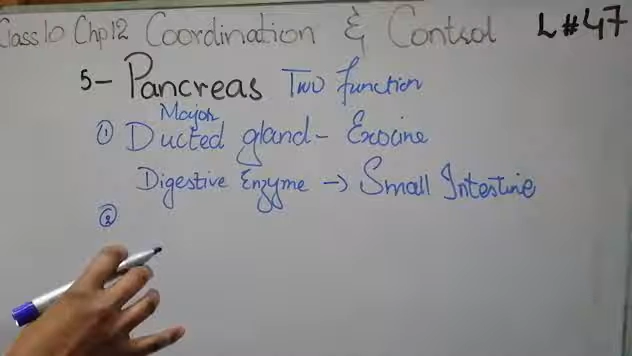 Class 10 Chp 12 Coordination & Control L#47
5- Pancreas Two function
Major
① Ducted gland - Exocine
Digestive Enzyme → Small Intestine
②